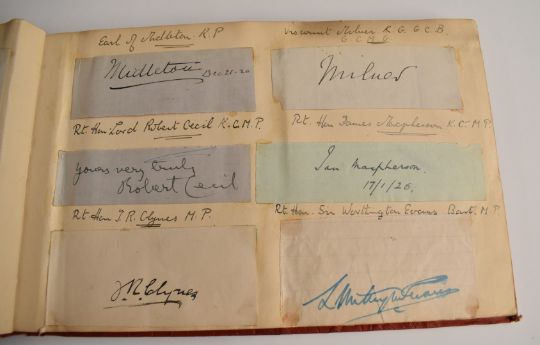 Earl of Midleton K.P
Midleton Dec 21-20
Rt. Hon Lord Robert Cecil K.C.M.P.
yours very truly
Robert Cecil
Rt Hon J.R. Clynes M.P.
J.R. Clynes
Viscount Milner K.G. G.C.B.
G.C.M.G
Milner
Rt. Hon James Macpherson K.C. M.P.
Ian Macpherson.
17/1/26.
Rt. Hon. Sir Worthington Evans Bart. M.P
L Worthington Evans